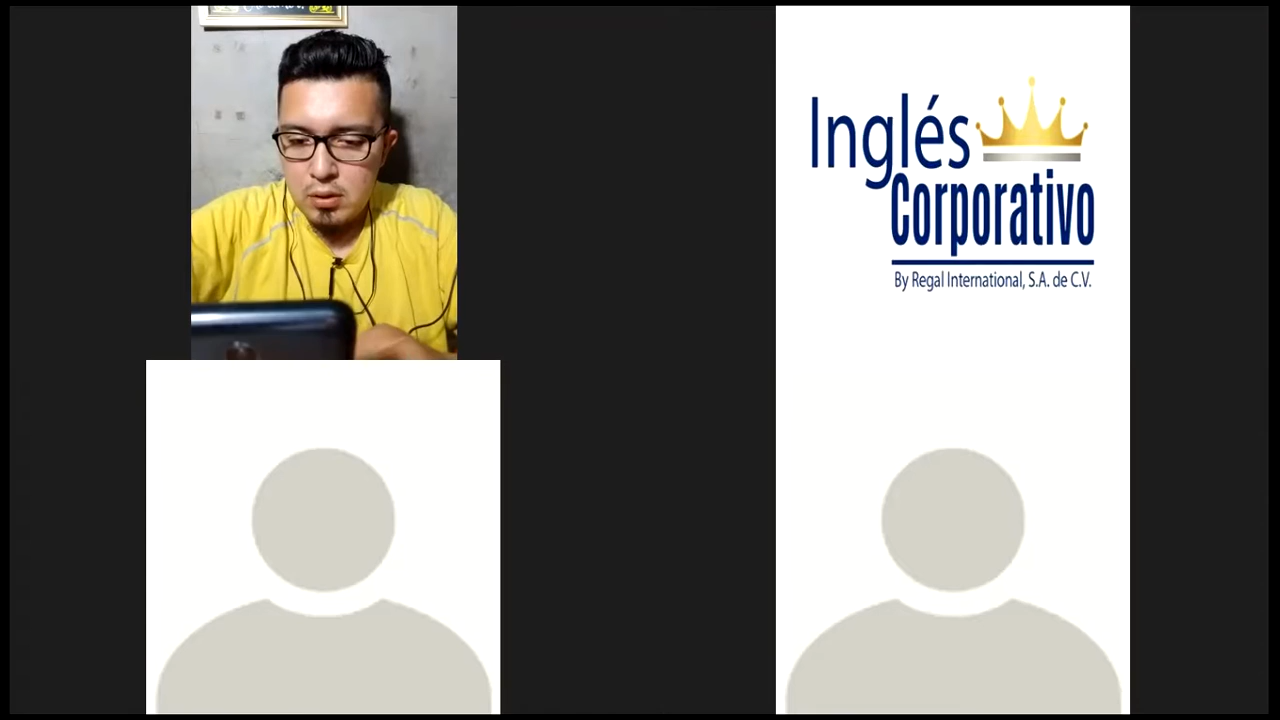 Inglés
Corporativo
By Regal International, S.A. de C.V.